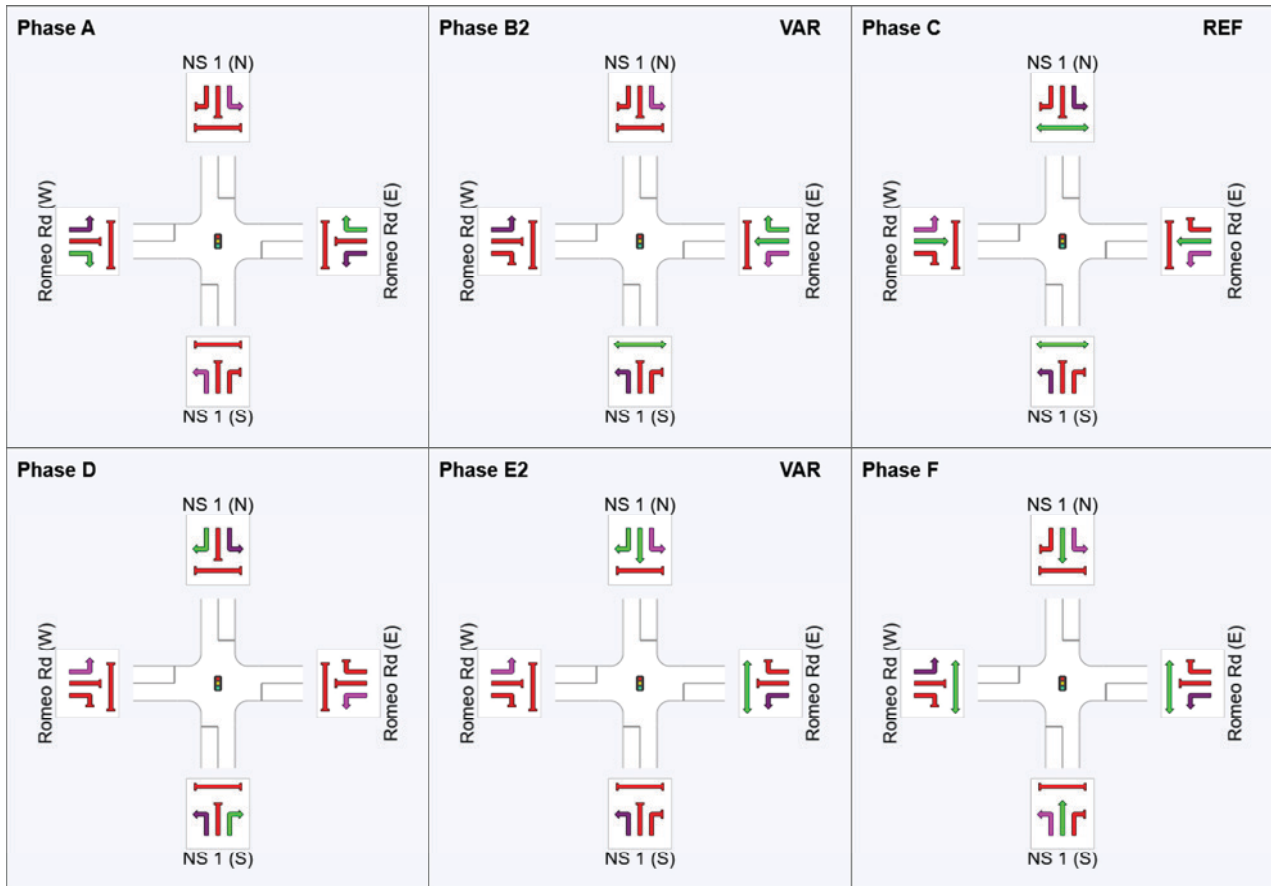 Phase A
NS 1 (N)
Romeo Rd (W)
Romeo Rd (E)
NS 1 (S)
Phase B2
VAR
NS 1 (N)
Romeo Rd (W)
Romeo Rd (E)
NS 1 (S)
Phase C
REF
NS 1 (N)
Romeo Rd (W)
Romeo Rd (E)
NS 1 (S)
Phase D
NS 1 (N)
Romeo Rd (W)
Romeo Rd (E)
NS 1 (S)
Phase E2
VAR
NS 1 (N)
Romeo Rd (W)
Romeo Rd (E)
NS 1 (S)
Phase F
NS 1 (N)
Romeo Rd (W)
Romeo Rd (E)
NS 1 (S)